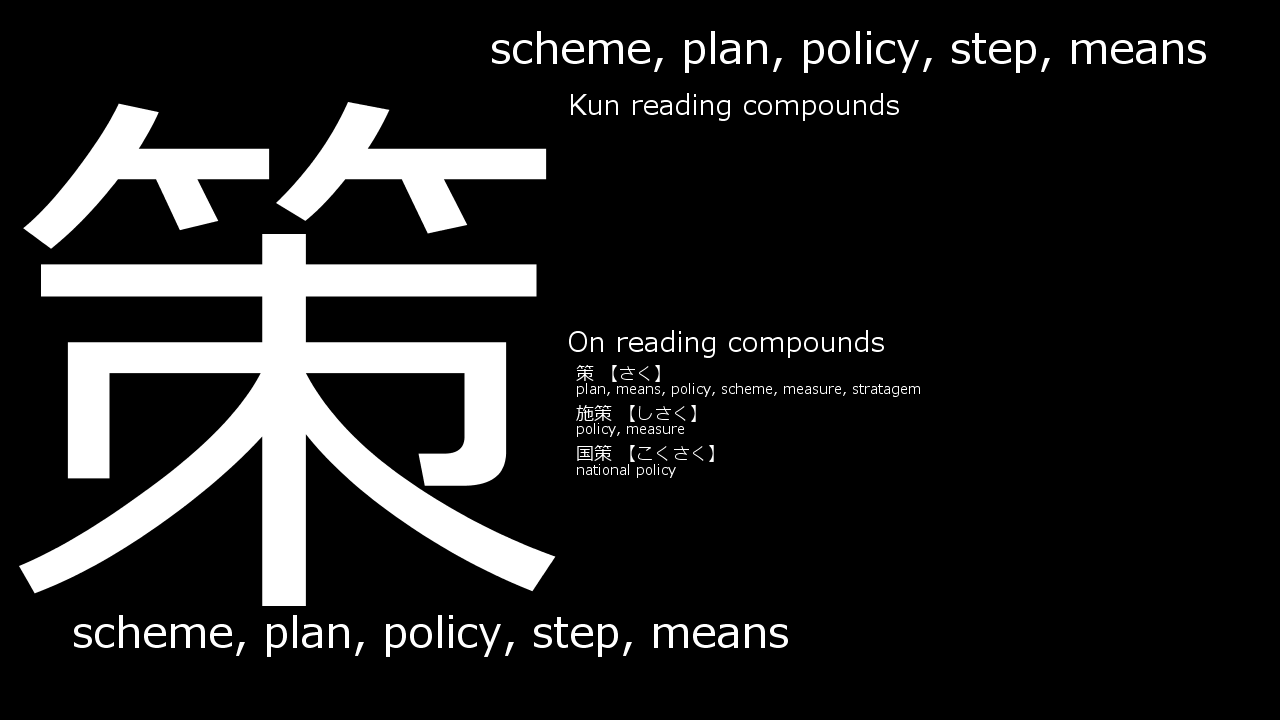 scheme, plan, policy, step, means
Kun reading compounds
策
On reading compounds
策 【さく】
plan, means, policy, scheme, measure, stratagem
施策 【しさく】
policy, measure
国策 【こくさく】
national policy
scheme, plan, policy, step, means